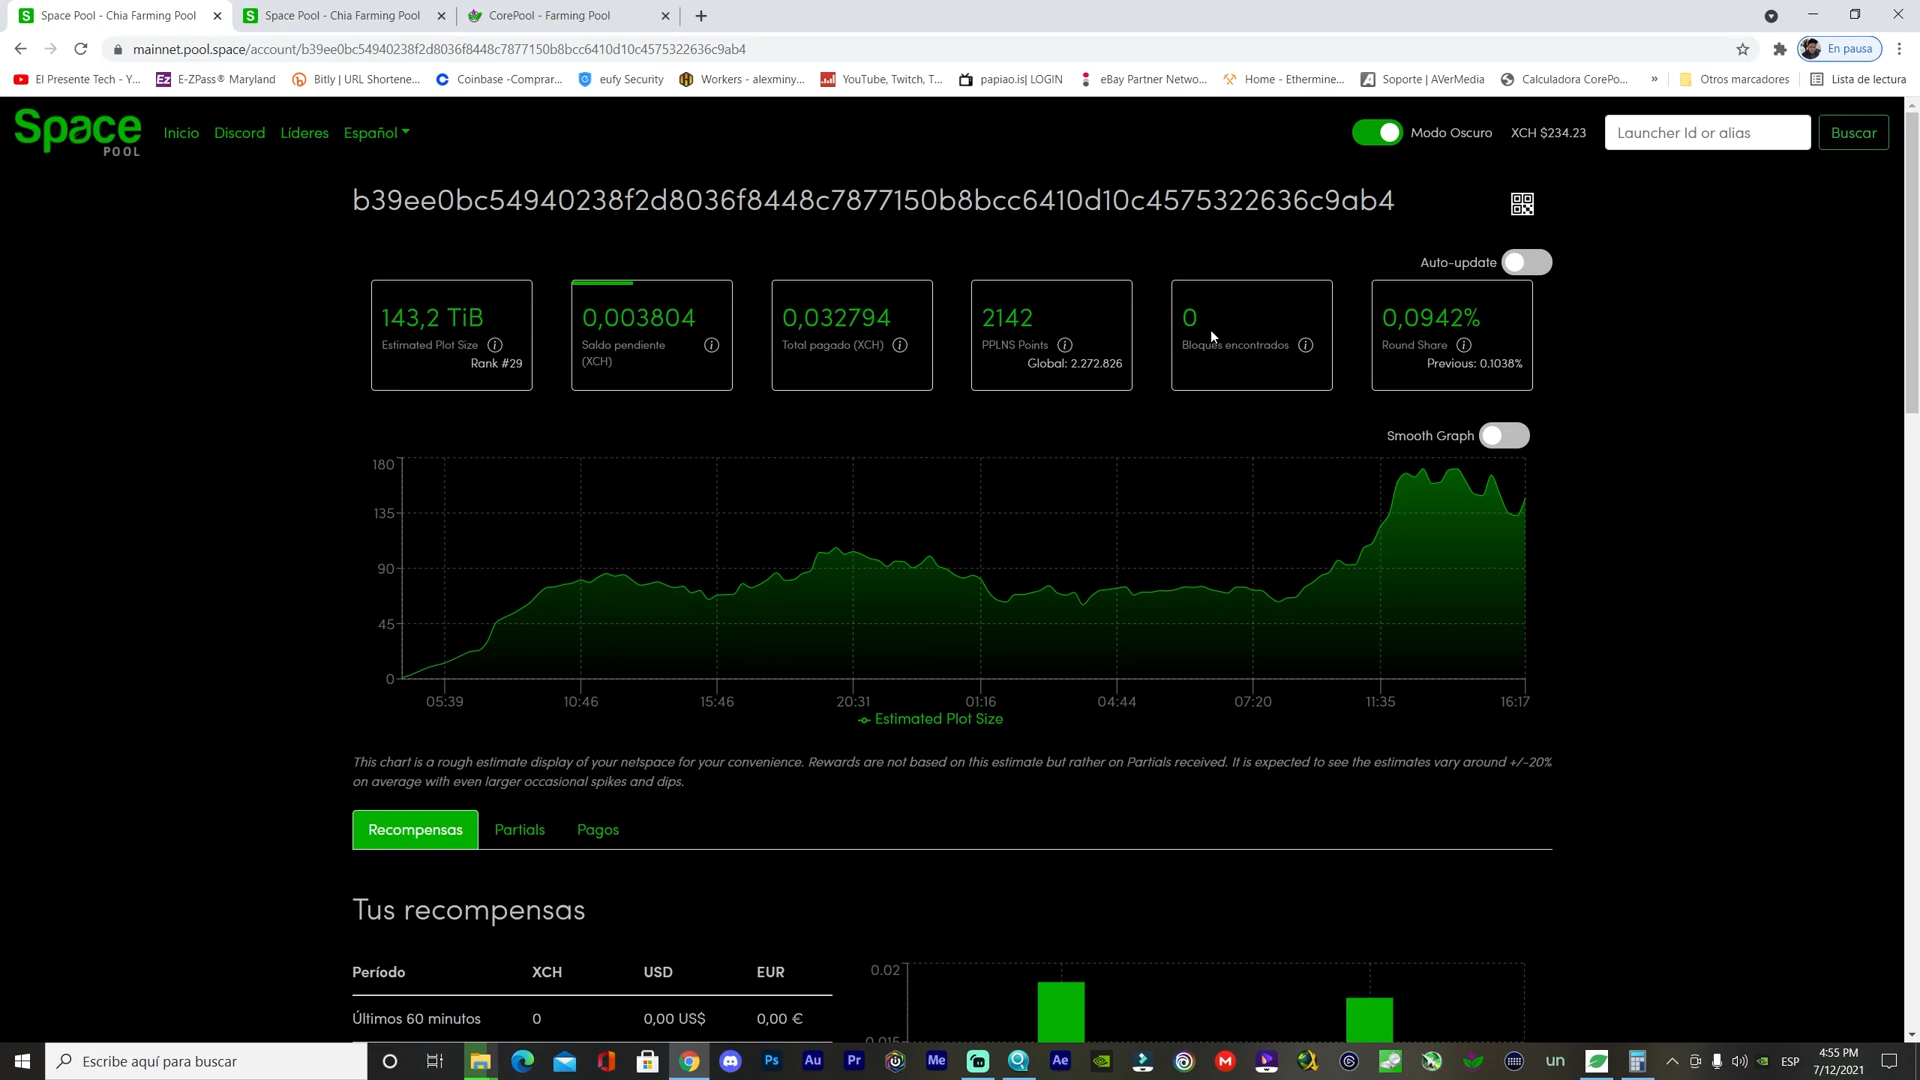 Space Pool - Chia Farming Pool
Space Pool - Chia Farming Pool
CorePool - Farming Pool
mainnet.pool.space/account/b39ee0bc54940238f2d8036f8448c7877150b8bcc6410d10c4575322636c9ab4
En pausa
El Presente Tech - Y...
E-ZPass® Maryland
Bitly | URL Shortene...
Coinbase -Comprar...
eufy Security
Workers - alexminy...
YouTube, Twitch, T...
papiao.is| LOGIN
eBay Partner Netwo...
Home - Ethermine...
Soporte | AVerMedia
Calculadora CorePo...
»
Otros marcadores
Lista de lectura
Space
POOL
Inicio
Discord
Líderes
Español
Modo Oscuro
XCH $234.23
Launcher Id or alias
Buscar
b39ee0bc54940238f2d8036f8448c7877150b8bcc6410d10c4575322636c9ab4
Auto-update
143,2 TiB
Estimated Plot Size
Rank #29
0,003804
Saldo pendiente
(XCH)
0,032794
Total pagado (XCH)
2142
PPLNS Points
Global: 2.272.826
0
Bloques encontrados
0,0942%
Round Share
Previous: 0.1038%
Smooth Graph
180
135
90
45
0
05:39
10:46
15:46
20:31
01:16
04:44
07:20
11:35
16:17
Estimated Plot Size
This chart is a rough estimate display of your netspace for your convenience. Rewards are not based on this estimate but rather on Partials received. It is expected to see the estimates vary around +/-20%
on average with even larger occasional spikes and dips.
Recompensas
Partials
Pagos
Tus recompensas
Período XCH USD EUR
Últimos 60 minutos 0 0,00 US$ 0,00 €
0.02
0.015
Escribe aquí para buscar
Ps
Au
Pr
Me
Ae
un
ESP
4:55 PM
7/12/2021